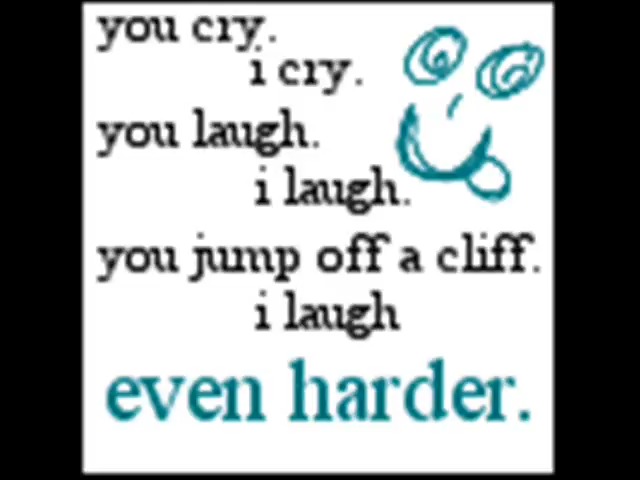 you cry.
i cry.
you laugh.
i laugh.
you jump off a cliff.
i laugh
even harder.